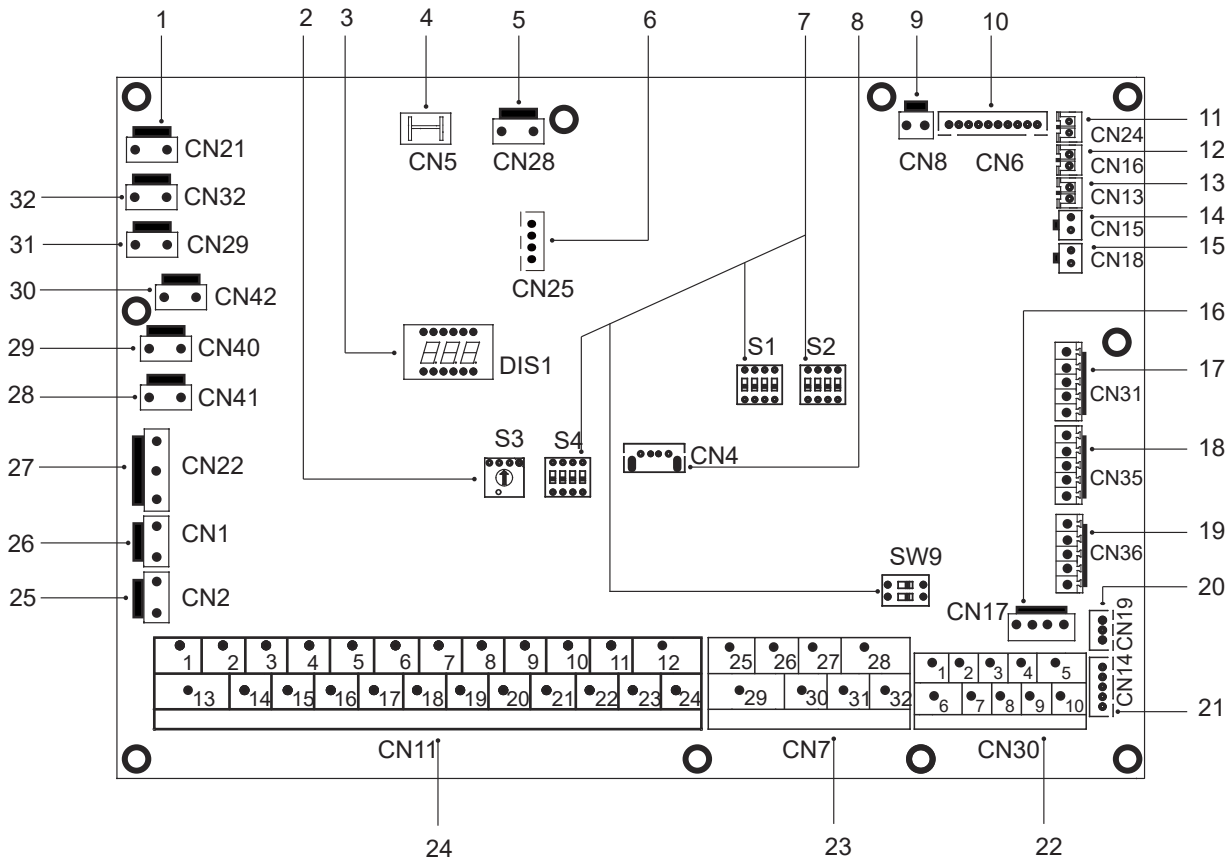 1 2 3 4 5 6 7 8 9 10
11
CN21 CN5 CN28 CN8 CN6 CN24
12
CN16
13
32 CN32 CN13
14
CN15
31 CN29 15
CN18
CN25
30 CN42
16
29 CN40 DIS1 S1 S2
17
28 CN41 CN31
S3 S4
27 CN22 CN4 18
CN35
26 CN1 19
CN36
SW9
25 CN2 20
CN17 CN19
1 2 3 4 5 6 7 8 9 10 11 12 25 26 27 28 1 2 3 4 5 CN14
13 14 15 16 17 18 19 20 21 22 23 24 29 30 31 32 6 7 8 9 10
21
CN11 CN7 CN30
24 23 22